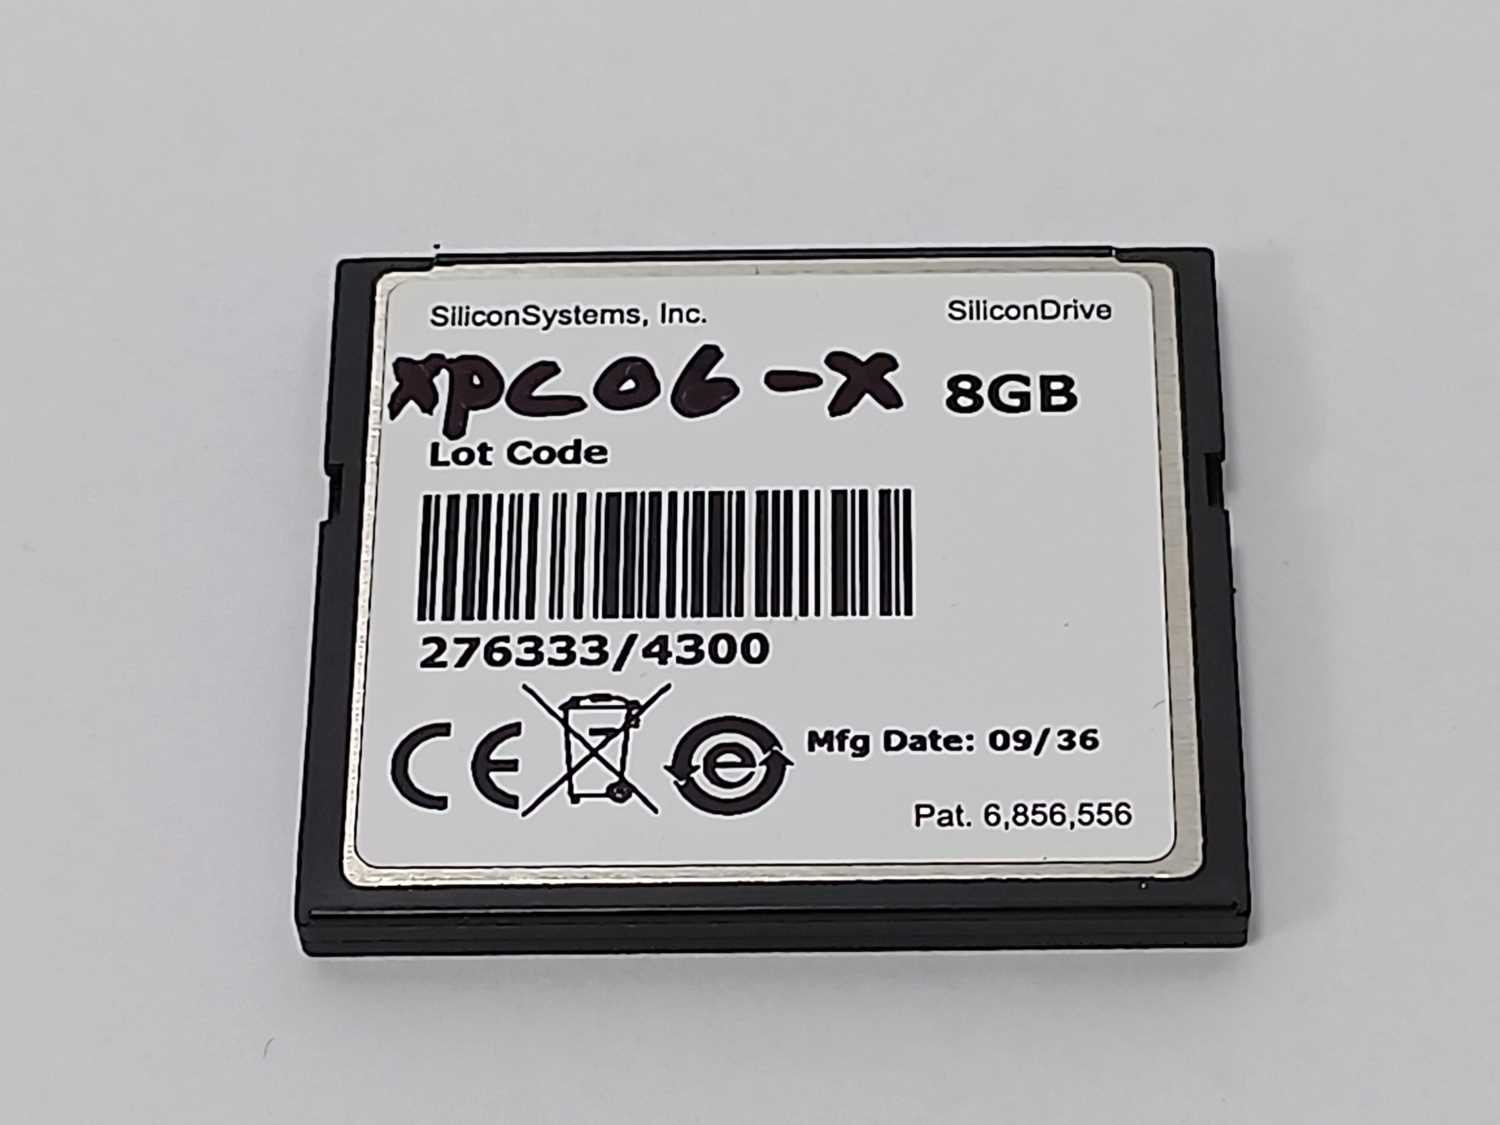 SiliconSystems, Inc. SiliconDrive
XPC06-X 8GB
Lot Code
276333/4300
CE e Mfg Date: 09/36
Pat. 6,856,556